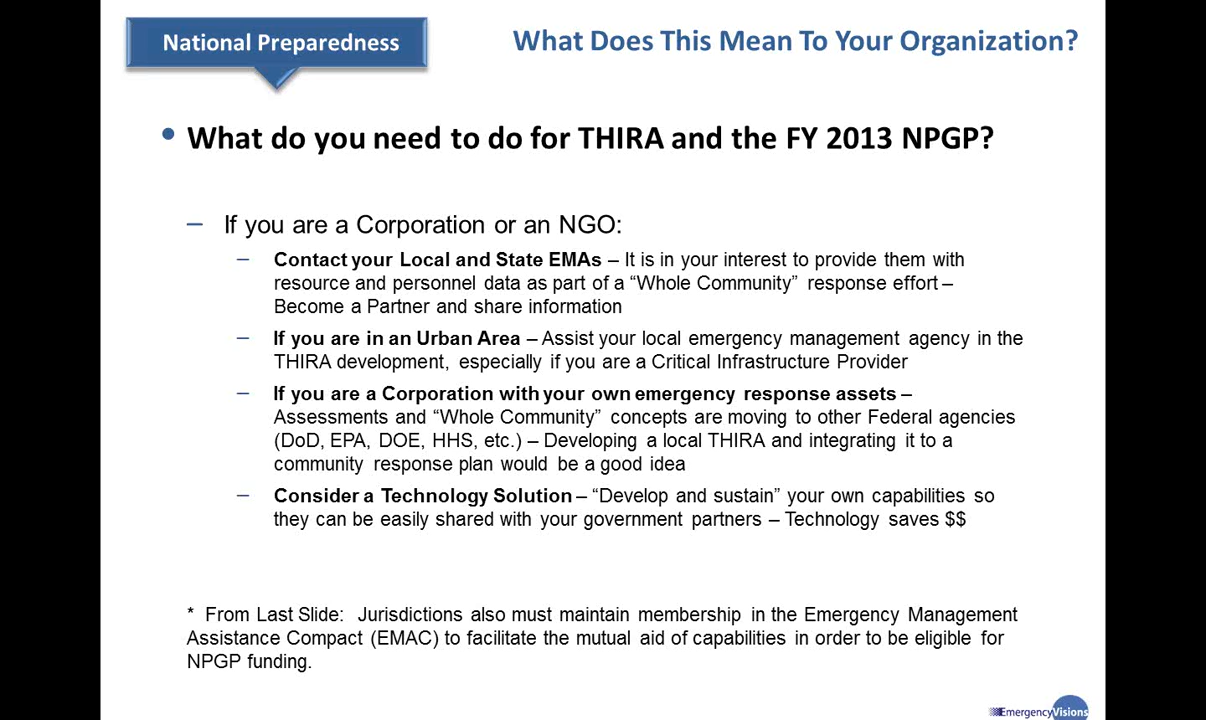 National Preparedness
What Does This Mean To Your Organization?
• What do you need to do for THIRA and the FY 2013 NPGP?
– If you are a Corporation or an NGO:
– Contact your Local and State EMAs – It is in your interest to provide them with
resource and personnel data as part of a “Whole Community” response effort –
Become a Partner and share information
– If you are in an Urban Area – Assist your local emergency management agency in the
THIRA development, especially if you are a Critical Infrastructure Provider
– If you are a Corporation with your own emergency response assets –
Assessments and “Whole Community” concepts are moving to other Federal agencies
(DoD, EPA, DOE, HHS, etc.) – Developing a local THIRA and integrating it to a
community response plan would be a good idea
– Consider a Technology Solution – “Develop and sustain” your own capabilities so
they can be easily shared with your government partners – Technology saves $$
* From Last Slide: Jurisdictions also must maintain membership in the Emergency Management
Assistance Compact (EMAC) to facilitate the mutual aid of capabilities in order to be eligible for
NPGP funding.
EmergencyVisions